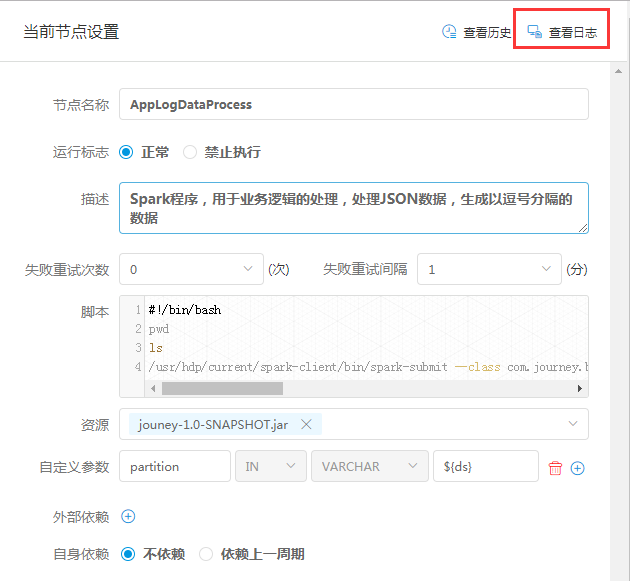 当前节点设置 查看历史 查看日志
节点名称 AppLogDataProcess
运行标志 正常 禁止执行
描述 Spark程序，用于业务逻辑的处理，处理JSON数据，生成以逗号分隔的
数据
失败重试次数 0 (次) 失败重试间隔 1 (分)
脚本 1 #!/bin/bash
2 pwd
3 ls
4 /usr/hdp/current/spark-client/bin/spark-submit —class com.journey.
资源 jouney-1.0-SNAPSHOT.jar
自定义参数 partition IN VARCHAR ${ds}
外部依赖
自身依赖 不依赖 依赖上一周期